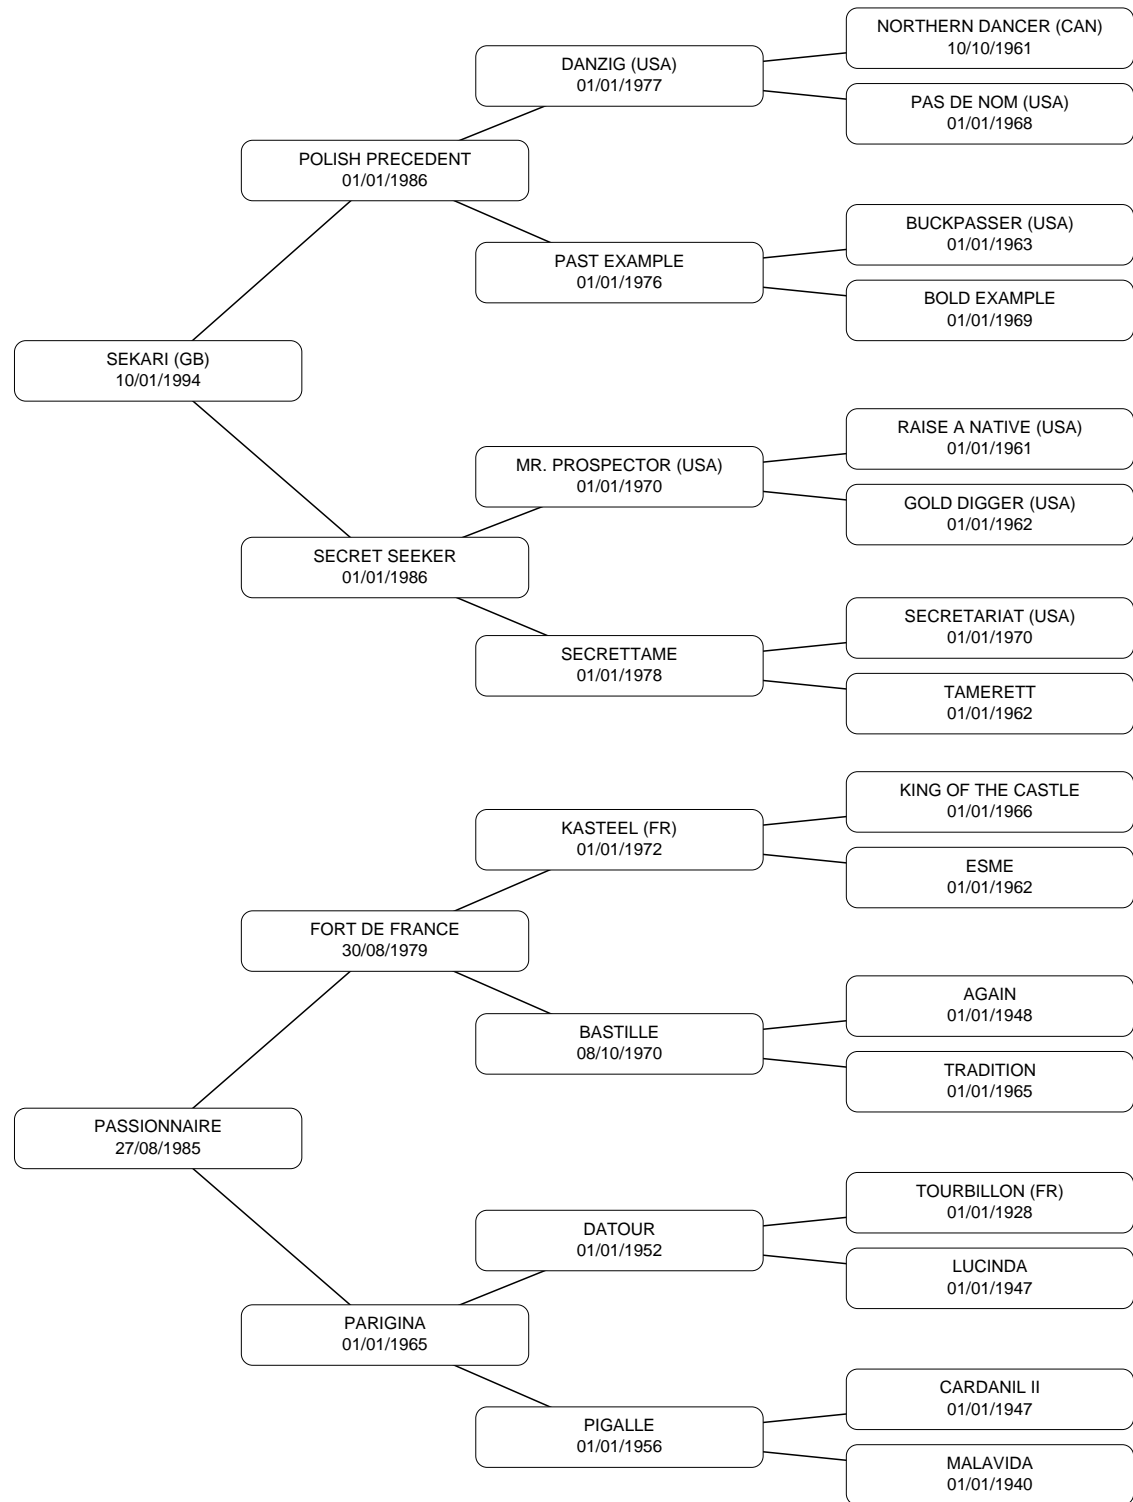 NORTHERN DANCER (CAN)
10/10/1961
DANZIG (USA)
01/01/1977
PAS DE NOM (USA)
01/01/1968
POLISH PRECEDENT
01/01/1986
BUCKPASSER (USA)
01/01/1963
PAST EXAMPLE
01/01/1976
BOLD EXAMPLE
01/01/1969
SEKARI (GB)
10/01/1994
RAISE A NATIVE (USA)
01/01/1961
MR. PROSPECTOR (USA)
01/01/1970
GOLD DIGGER (USA)
01/01/1962
SECRET SEEKER
01/01/1986
SECRETARIAT (USA)
01/01/1970
SECRETTAME
01/01/1978
TAMERETT
01/01/1962
KING OF THE CASTLE
01/01/1966
KASTEEL (FR)
01/01/1972
ESME
01/01/1962
FORT DE FRANCE
30/08/1979
AGAIN
01/01/1948
BASTILLE
08/10/1970
TRADITION
01/01/1965
PASSIONNAIRE
27/08/1985
TOURBILLON (FR)
01/01/1928
DATOUR
01/01/1952
LUCINDA
01/01/1947
PARIGINA
01/01/1965
CARDANIL II
01/01/1947
PIGALLE
01/01/1956
MALAVIDA
01/01/1940